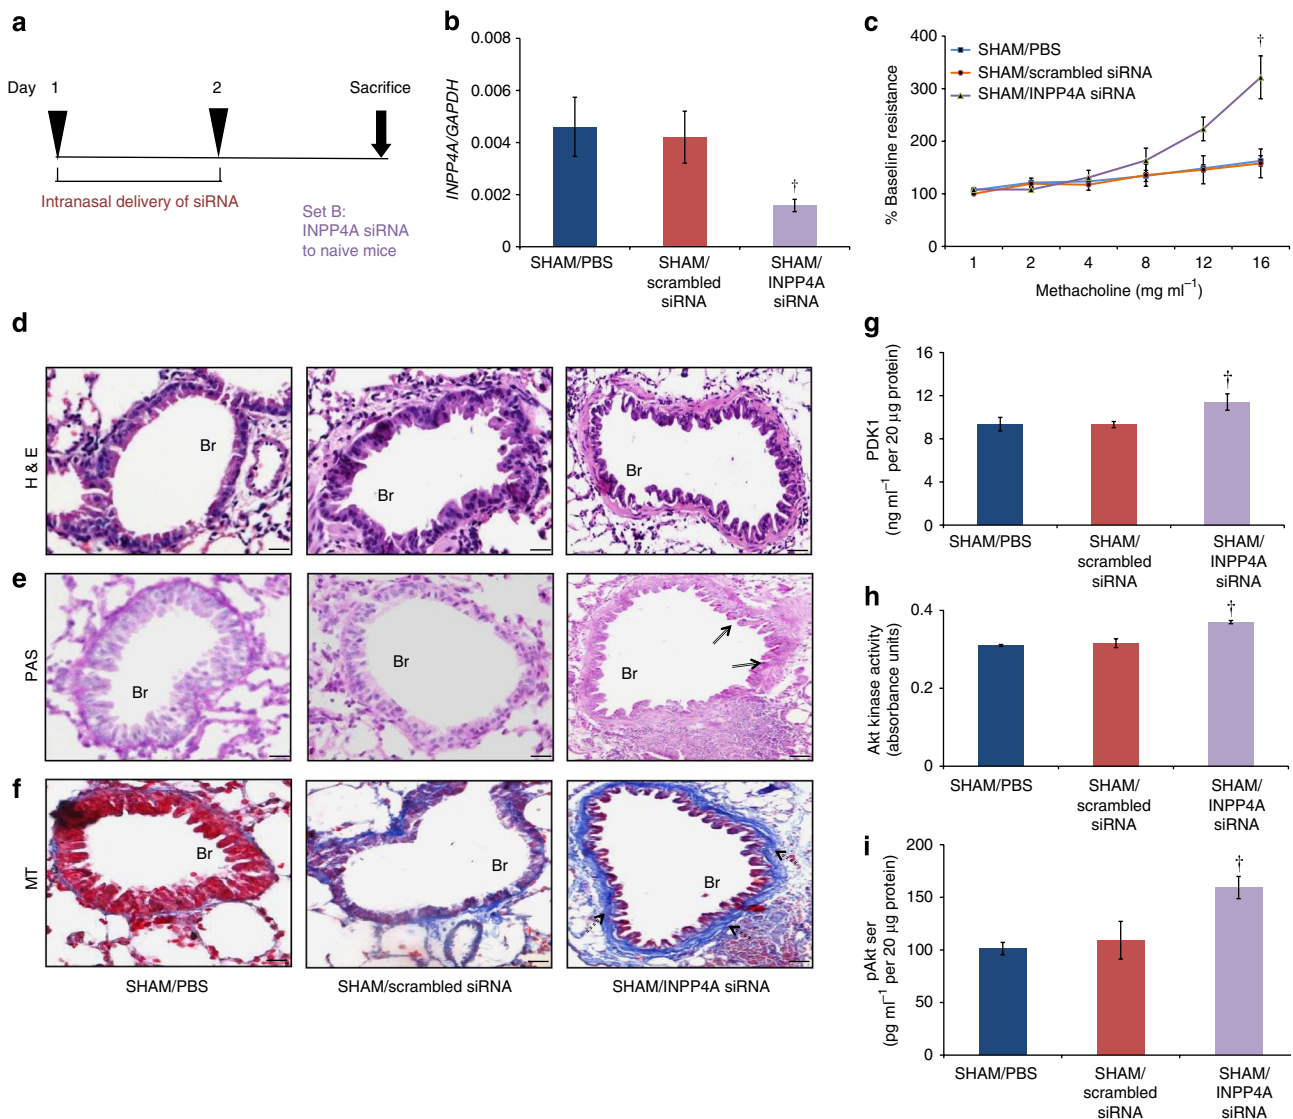 a
Day
1
2
Sacrifice
Intranasal delivery of siRNA
Set B:
INPP4A siRNA
to naive mice
b
INPP4A/GAPDH
0.008
0.006
0.004
0.002
0
†
SHAM/PBS
SHAM/
scrambled
siRNA
SHAM/
INPP4A
siRNA
c
% Baseline resistance
400
300
200
100
0
SHAM/PBS
SHAM/scrambled siRNA
SHAM/INPP4A siRNA
†
1
2
4
8
12
16
Methacholine (mg ml⁻¹)
d
H & E
Br
Br
Br
e
PAS
Br
Br
Br
f
MT
Br
Br
Br
SHAM/PBS
SHAM/scrambled siRNA
SHAM/INPP4A siRNA
g
PDK1
(ng ml⁻¹ per 20 µg protein)
16
12
8
4
0
†
SHAM/PBS
SHAM/
scrambled
siRNA
SHAM/
INPP4A
siRNA
h
Akt kinase activity
(absorbance units)
0.4
0.2
0
†
SHAM/PBS
SHAM/
scrambled
siRNA
SHAM/
INPP4A
siRNA
i
pAkt ser
(pg ml⁻¹ per 20 µg protein)
200
150
100
50
0
†
SHAM/PBS
SHAM/
scrambled
siRNA
SHAM/
INPP4A
siRNA